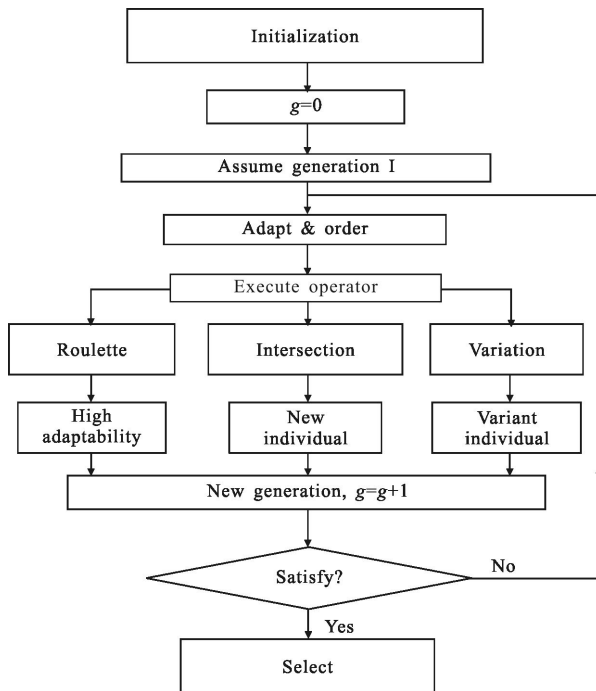 Initialization
g=0
Assume generation I
Adapt & order
Execute operator
Roulette
Intersection
Variation
High
adaptability
New
individual
Variant
individual
New generation, g=g+1
Satisfy?
No
Yes
Select